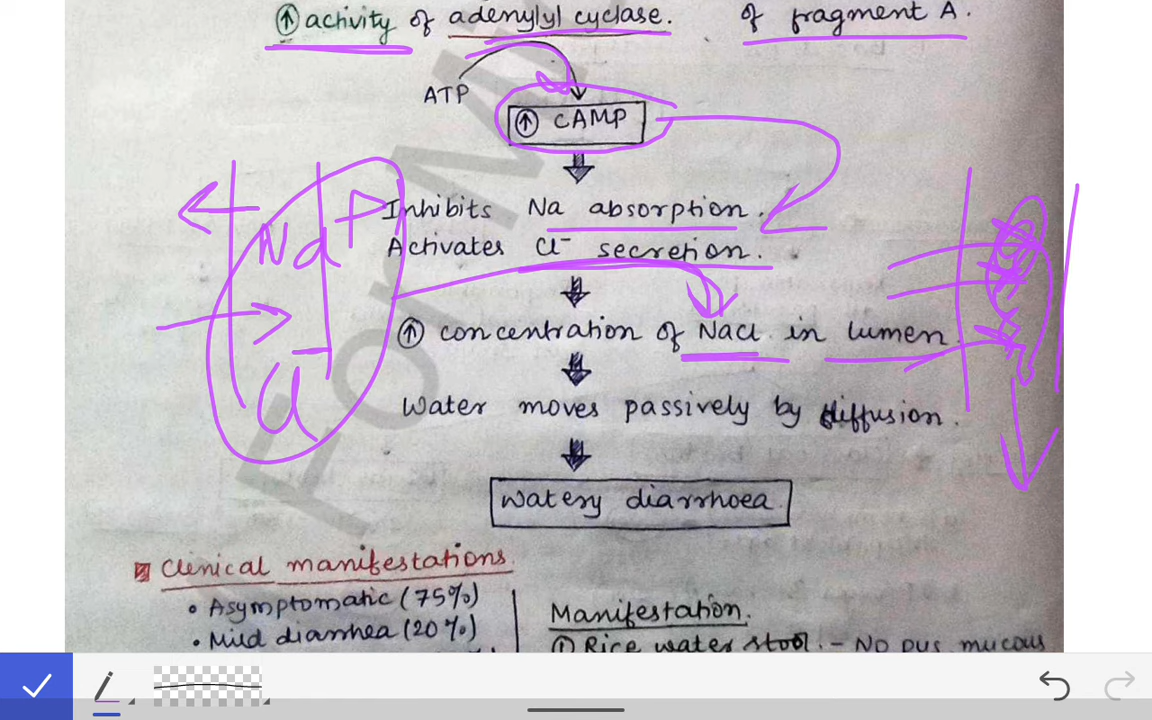 ↑ activity of adenylyl cyclase. of fragment A.
ATP
↑ cAMP
Inhibits Na absorption.
Activates Cl⁻ secretion.
↑ concentration of NaCl in lumen.
Water moves passively by diffusion.
Watery diarrhoea
Na+
Cl
For
Clinical manifestations.
• Asymptomatic (75%)
• Mild diarrhea (20%)
Manifestation.
① Rice water stool. - No pus, mucous